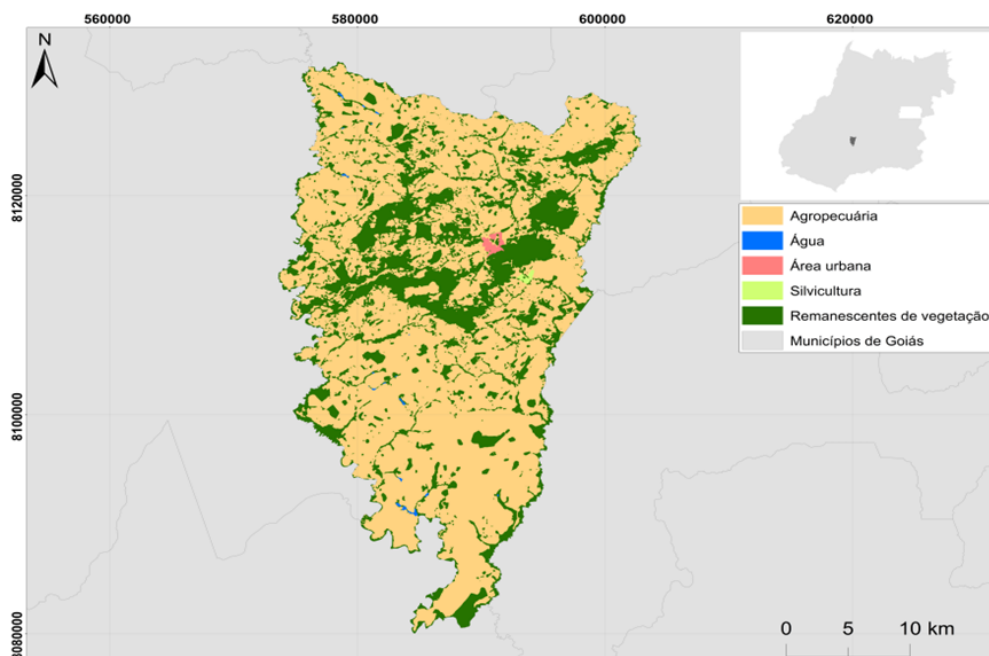 560000
580000
600000
620000
N
8120000
8100000
8080000
Agropecuária
Água
Área urbana
Silvicultura
Remanescentes de vegetação
Municípios de Goiás
0 5 10 km